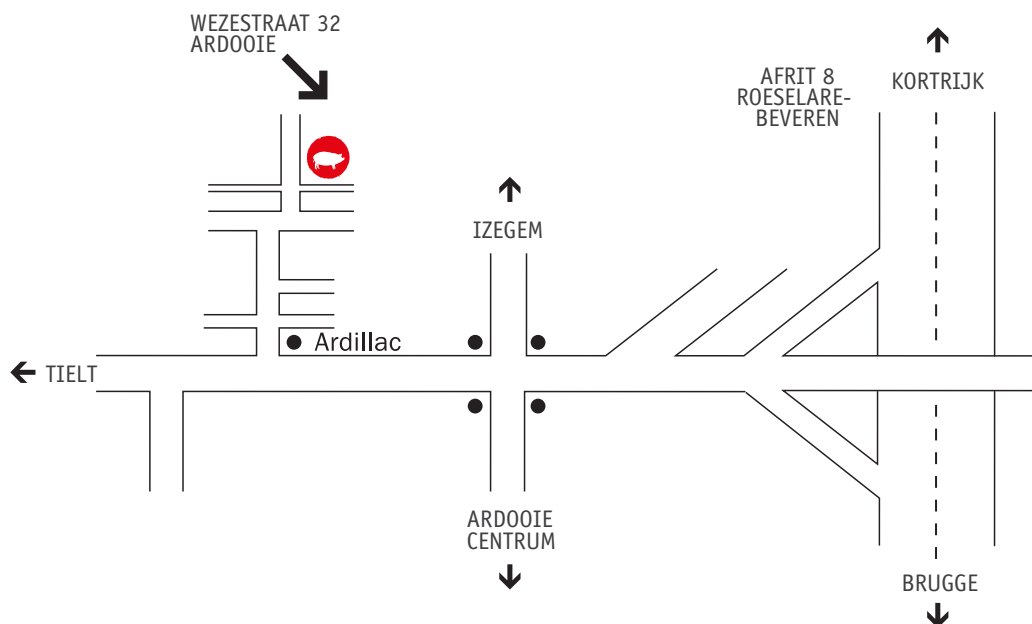 WEZESTRAAT 32
ARDOOIE
AFRIT 8
ROESELARE-
BEVEREN
KORTRIJK
IZEGEM
Ardillac
TIELT
ARDOOIE
CENTRUM
BRUGGE